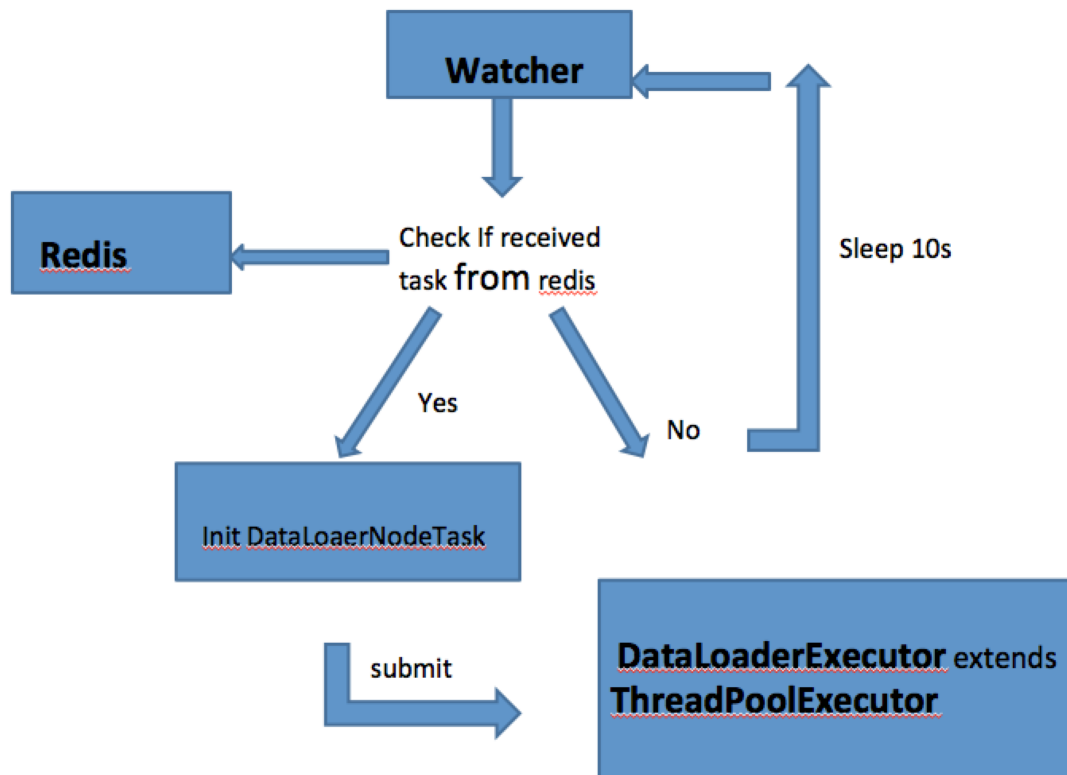 Watcher
Redis
Check If received
task from redis
Sleep 10s
Yes
No
Init DataLoaerNodeTask
submit
DataLoaderExecutor extends
ThreadPoolExecutor